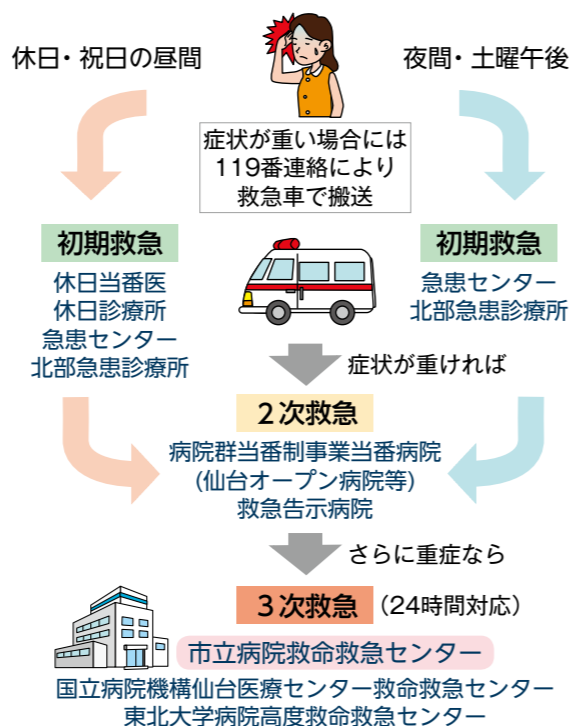 休日・祝日の昼間
夜間・土曜午後
症状が重い場合には
119番連絡により
救急車で搬送
初期救急
休日当番医
休日診療所
急患センター
北部急患診療所
初期救急
急患センター
北部急患診療所
症状が重ければ
２次救急
病院群当番制事業当番病院
(仙台オープン病院等)
救急告示病院
さらに重症なら
３次救急（24時間対応）
市立病院救命救急センター
国立病院機構仙台医療センター救命救急センター
東北大学病院高度救命救急センター